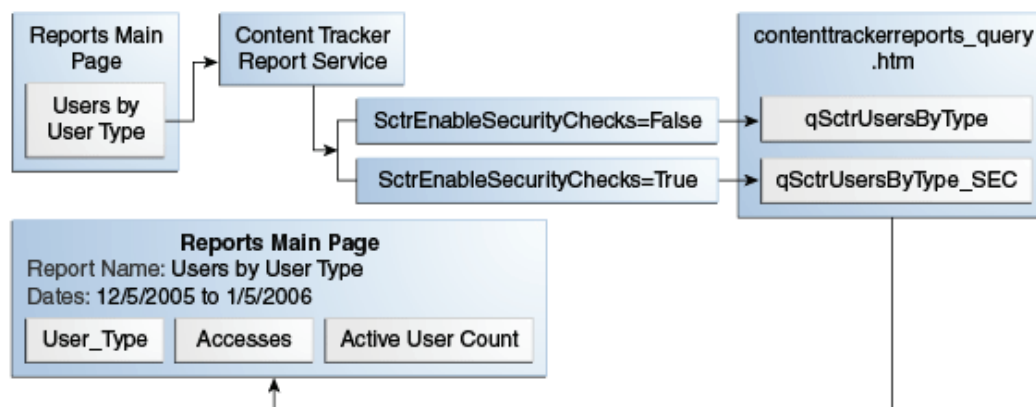 Reports Main
Page
Users by
User Type
Content Tracker
Report Service
SctrEnableSecurityChecks=False
SctrEnableSecurityChecks=True
contenttrackerreports_query
.htm
qSctrUsersByType
qSctrUsersByType_SEC
Reports Main Page
Report Name: Users by User Type
Dates: 12/5/2005 to 1/5/2006
User_Type
Accesses
Active User Count